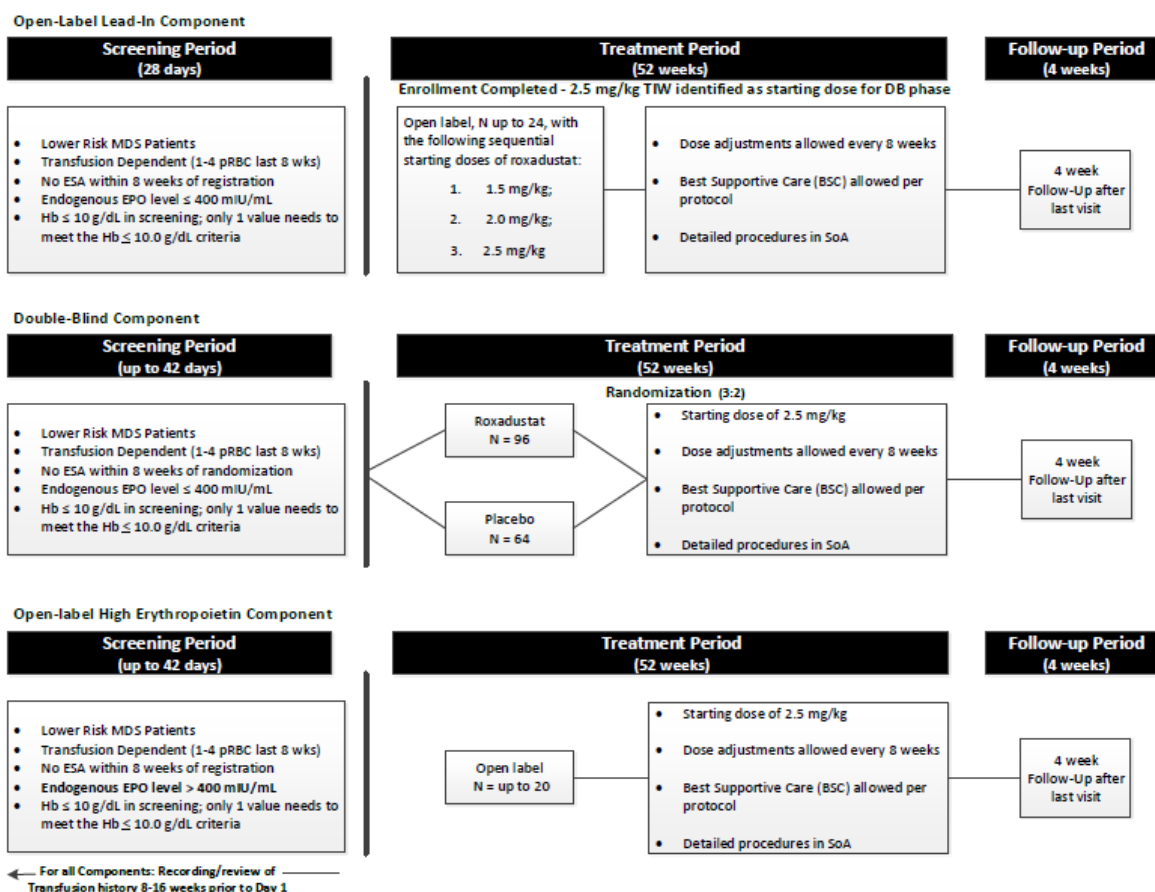 Open-Label Lead-In Component
Screening Period
(28 days)
Treatment Period
(52 weeks)
Follow-up Period
(4 weeks)
Enrollment Completed - 2.5 mg/kg TIW identified as starting dose for DB phase
• Lower Risk MDS Patients
• Transfusion Dependent (1-4 pRBC last 8 wks)
• No ESA within 8 weeks of registration
• Endogenous EPO level ≤ 400 mIU/mL
• Hb ≤ 10 g/dL in screening; only 1 value needs to
meet the Hb ≤ 10.0 g/dL criteria
Open label, N up to 24, with
the following sequential
starting doses of roxadustat:
1. 1.5 mg/kg;
2. 2.0 mg/kg;
3. 2.5 mg/kg
• Dose adjustments allowed every 8 weeks
• Best Supportive Care (BSC) allowed per
protocol
• Detailed procedures in SoA
4 week
Follow-Up after
last visit
Double-Blind Component
Screening Period
(up to 42 days)
Treatment Period
(52 weeks)
Follow-up Period
(4 weeks)
Randomization (3:2)
• Lower Risk MDS Patients
• Transfusion Dependent (1-4 pRBC last 8 wks)
• No ESA within 8 weeks of randomization
• Endogenous EPO level ≤ 400 mIU/mL
• Hb ≤ 10 g/dL in screening; only 1 value needs to
meet the Hb ≤ 10.0 g/dL criteria
Roxadustat
N = 96
Placebo
N = 64
• Starting dose of 2.5 mg/kg
• Dose adjustments allowed every 8 weeks
• Best Supportive Care (BSC) allowed per
protocol
• Detailed procedures in SoA
4 week
Follow-Up after
last visit
Open-label High Erythropoietin Component
Screening Period
(up to 42 days)
Treatment Period
(52 weeks)
Follow-up Period
(4 weeks)
• Lower Risk MDS Patients
• Transfusion Dependent (1-4 pRBC last 8 wks)
• No ESA within 8 weeks of registration
• Endogenous EPO level > 400 mIU/mL
• Hb ≤ 10 g/dL in screening; only 1 value needs to
meet the Hb ≤ 10.0 g/dL criteria
Open label
N = up to 20
• Starting dose of 2.5 mg/kg
• Dose adjustments allowed every 8 weeks
• Best Supportive Care (BSC) allowed per
protocol
• Detailed procedures in SoA
4 week
Follow-Up after
last visit
For all Components: Recording/review of
Transfusion history 8-16 weeks prior to Day 1